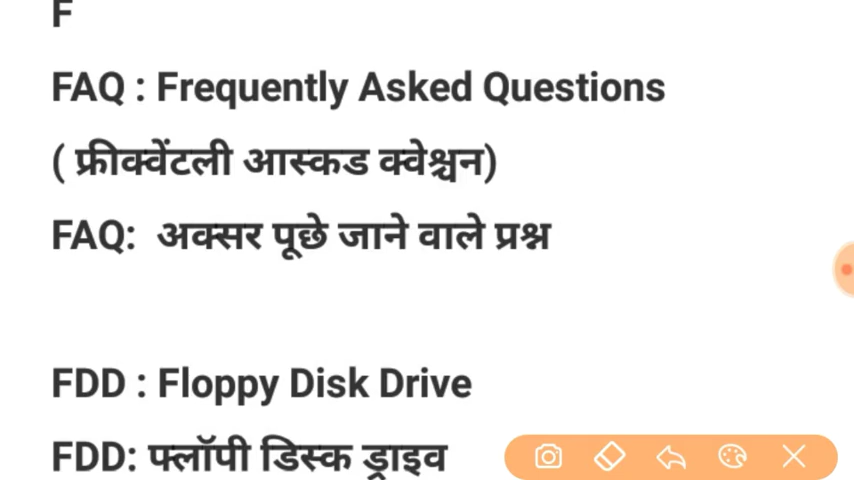 F
FAQ : Frequently Asked Questions
( फ्रीक्वेंटली आस्कड क्वेश्चन)
FAQ: अक्सर पूछे जाने वाले प्रश्न
FDD : Floppy Disk Drive
FDD: फ्लॉपी डिस्क ड्राइव